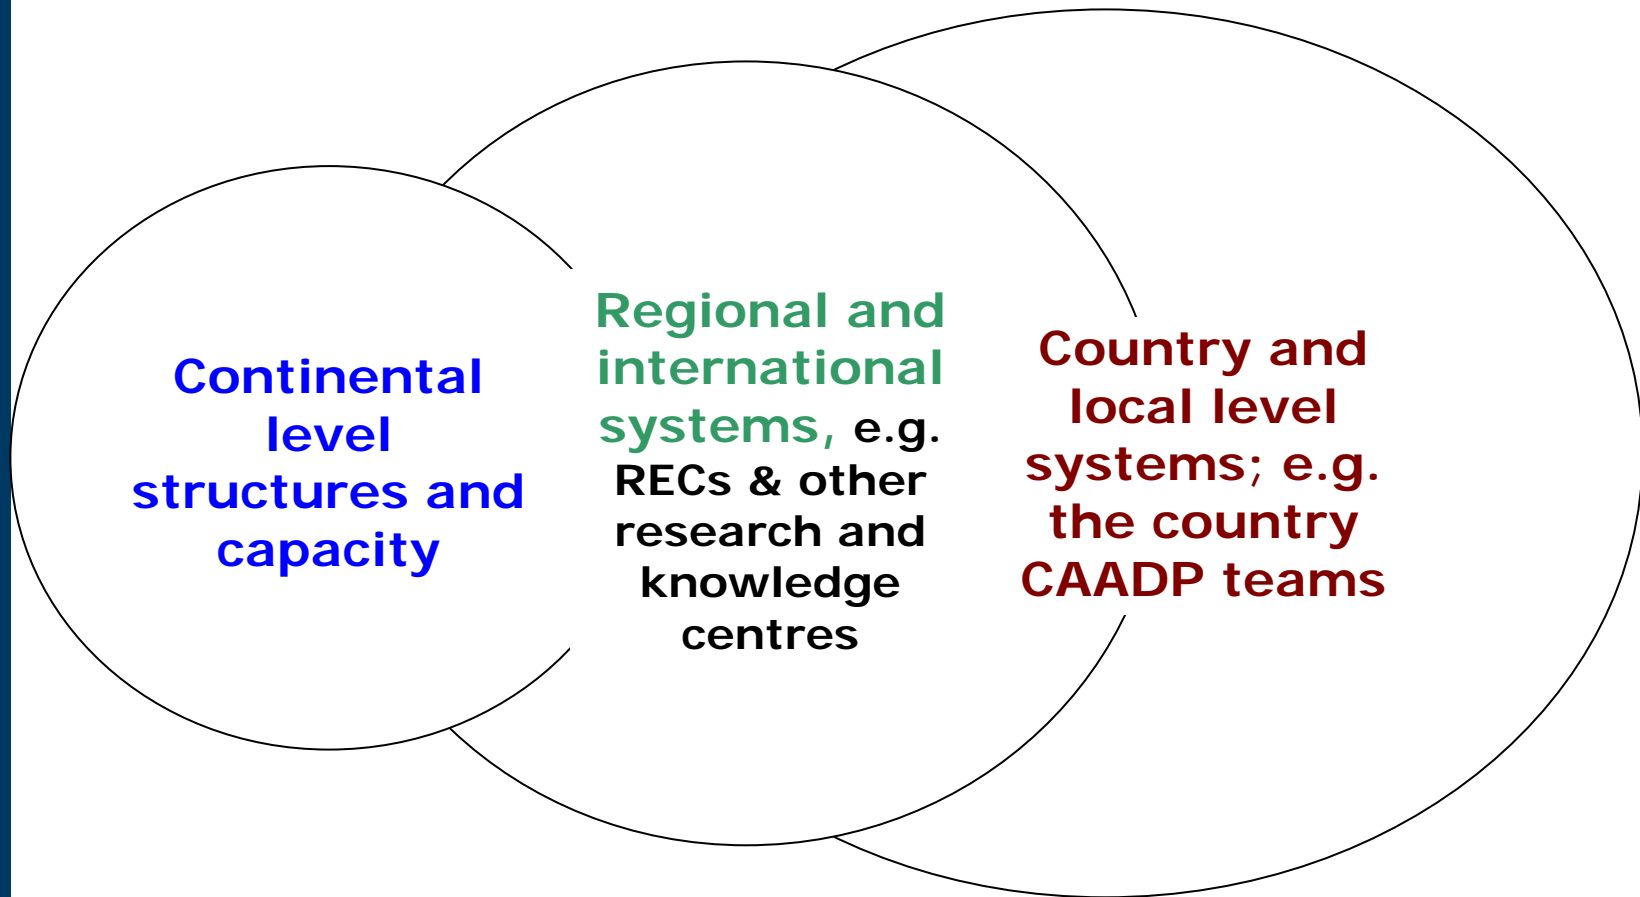 Continental
level
structures and
capacity
Regional and
international
systems, e.g.
RECs & other
research and
knowledge
centres
Country and
local level
systems; e.g.
the country
CAADP teams